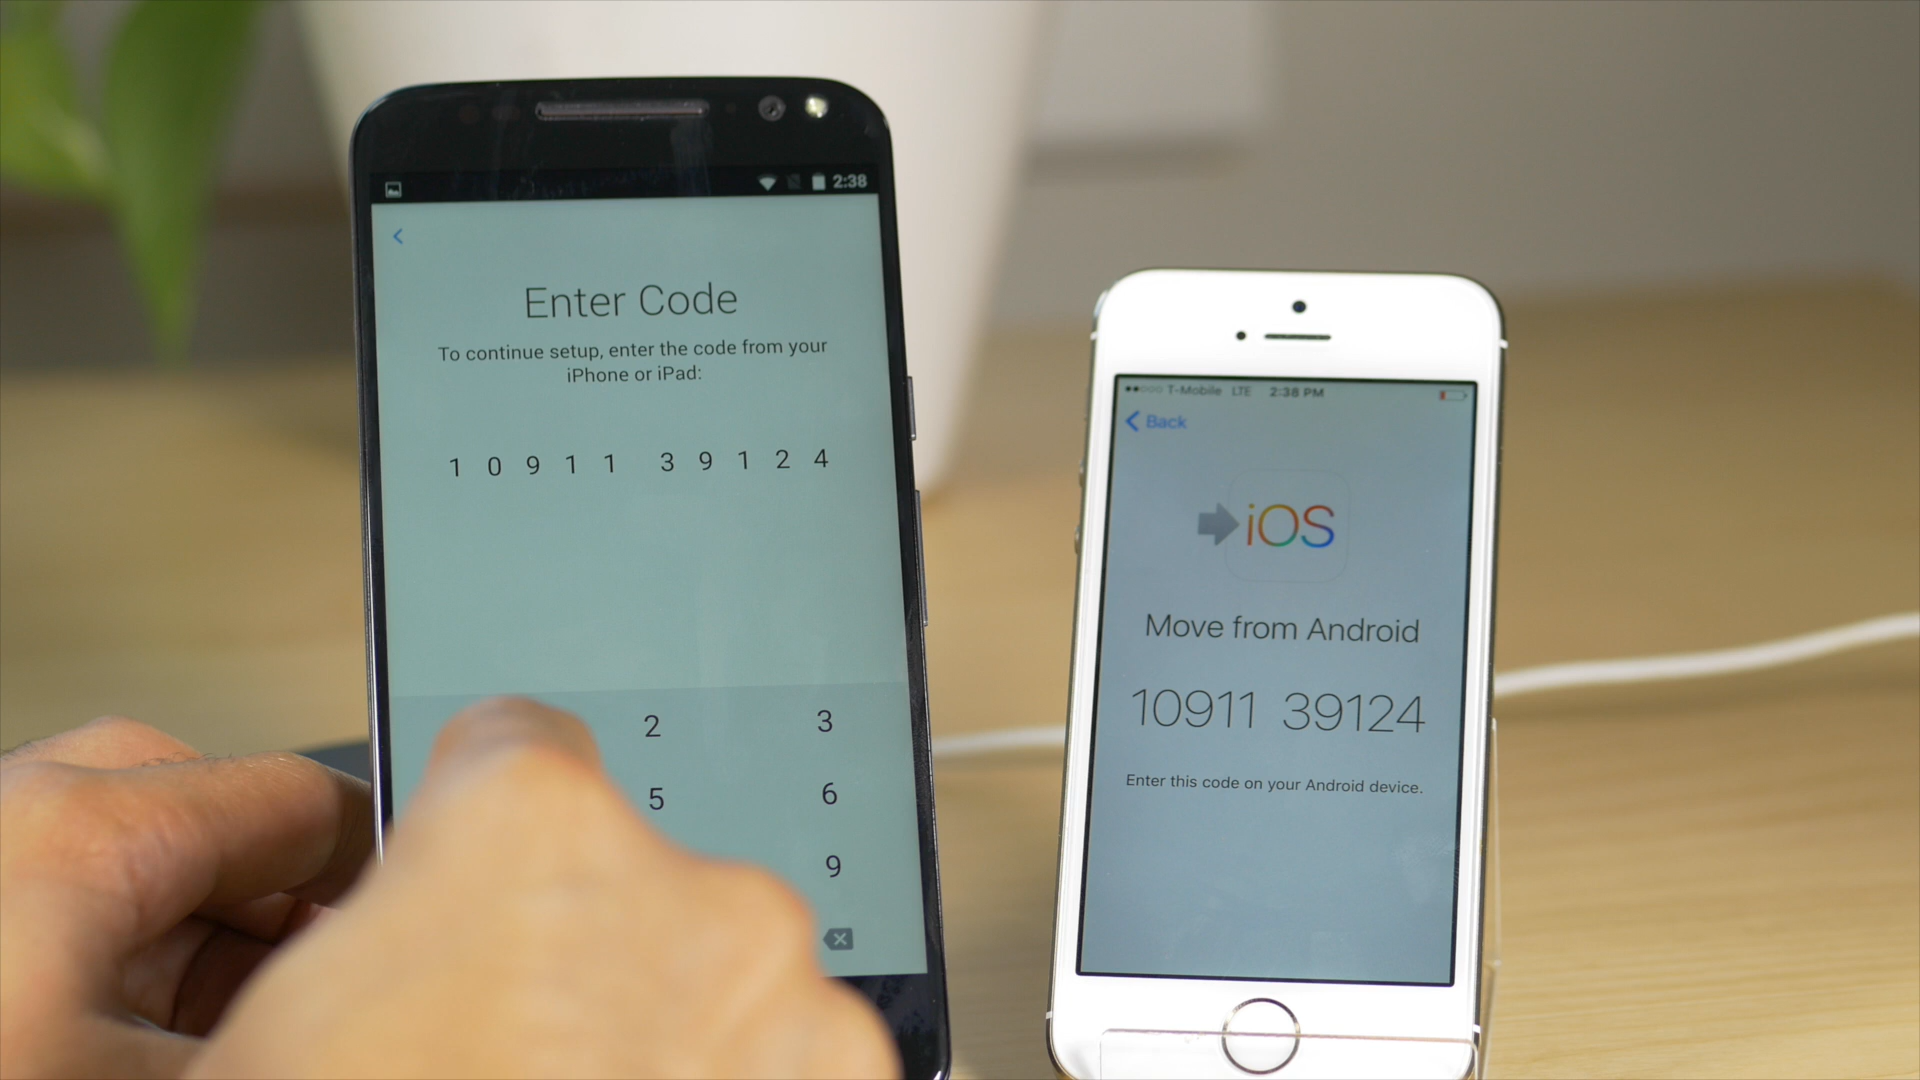 2:38
Enter Code
To continue setup, enter the code from your
iPhone or iPad:
1 0 9 1 1 3 9 1 2 4
2 3
5 6
9
T-Mobile LTE 2:38 PM
Back
iOS
Move from Android
10911 39124
Enter this code on your Android device.